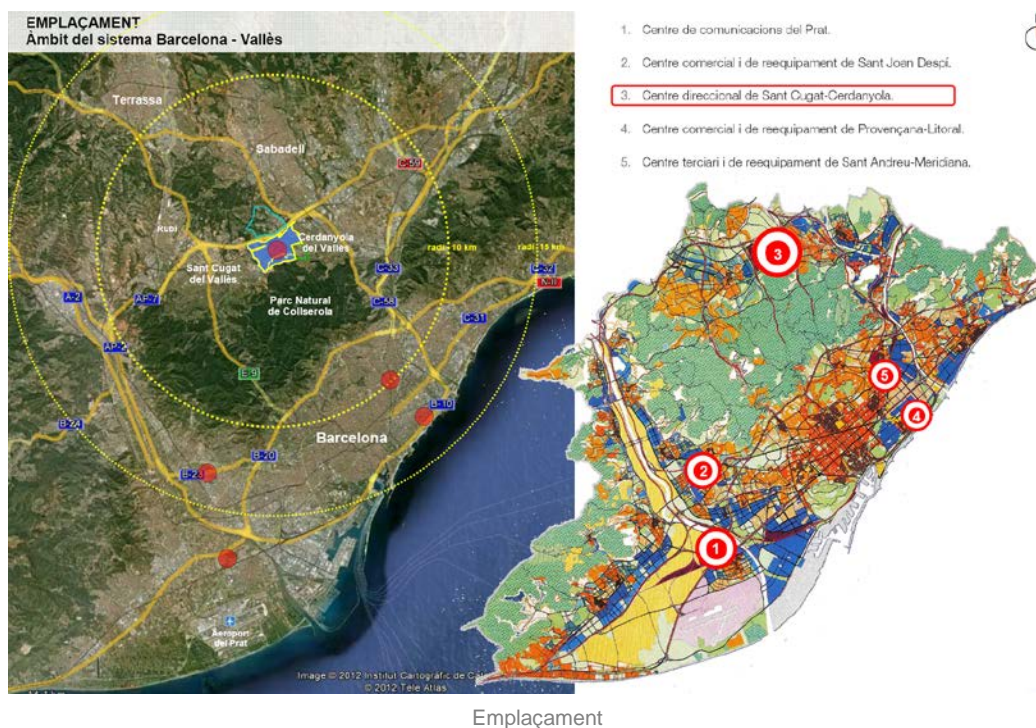 EMPLAÇAMENT
Àmbit del sistema Barcelona - Vallès
1. Centre de comunicacions del Prat.
2. Centre comercial i de reequipament de Sant Joan Despí.
3. Centre direccional de Sant Cugat-Cerdanyola.
4. Centre comercial i de reequipament de Provençana-Litoral.
5. Centre terciari i de reequipament de Sant Andreu-Meridiana.
Terrassa
Sabadell
C-59
Rubí
Cerdanyola
del Vallès
radi- 10 km
radi- 15 km
Sant Cugat
del Vallès
C-33
C-32
N-II
A-2
AP-7
Parc Natural
de Collserola
C-58
C-31
AP-2
E-9
B-10
B-24
Barcelona
B-20
B-23
Aeroport
del Prat
Image © 2012 Institut Cartogràfic de
© 2012 Tele Atlas
3
5
4
2
1
Emplaçament